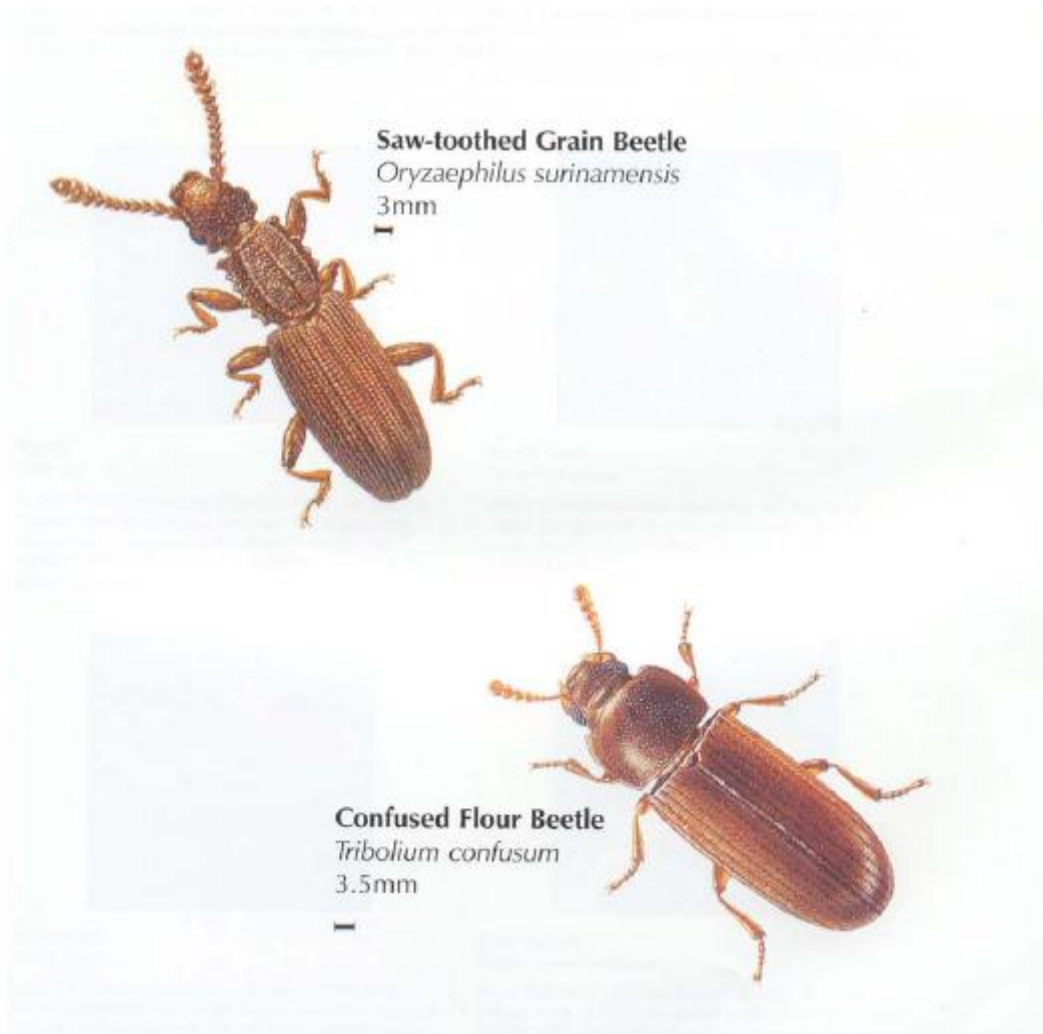 Saw-toothed Grain Beetle
Oryzaephilus surinamensis
3mm
Confused Flour Beetle
Tribolium confusum
3.5mm